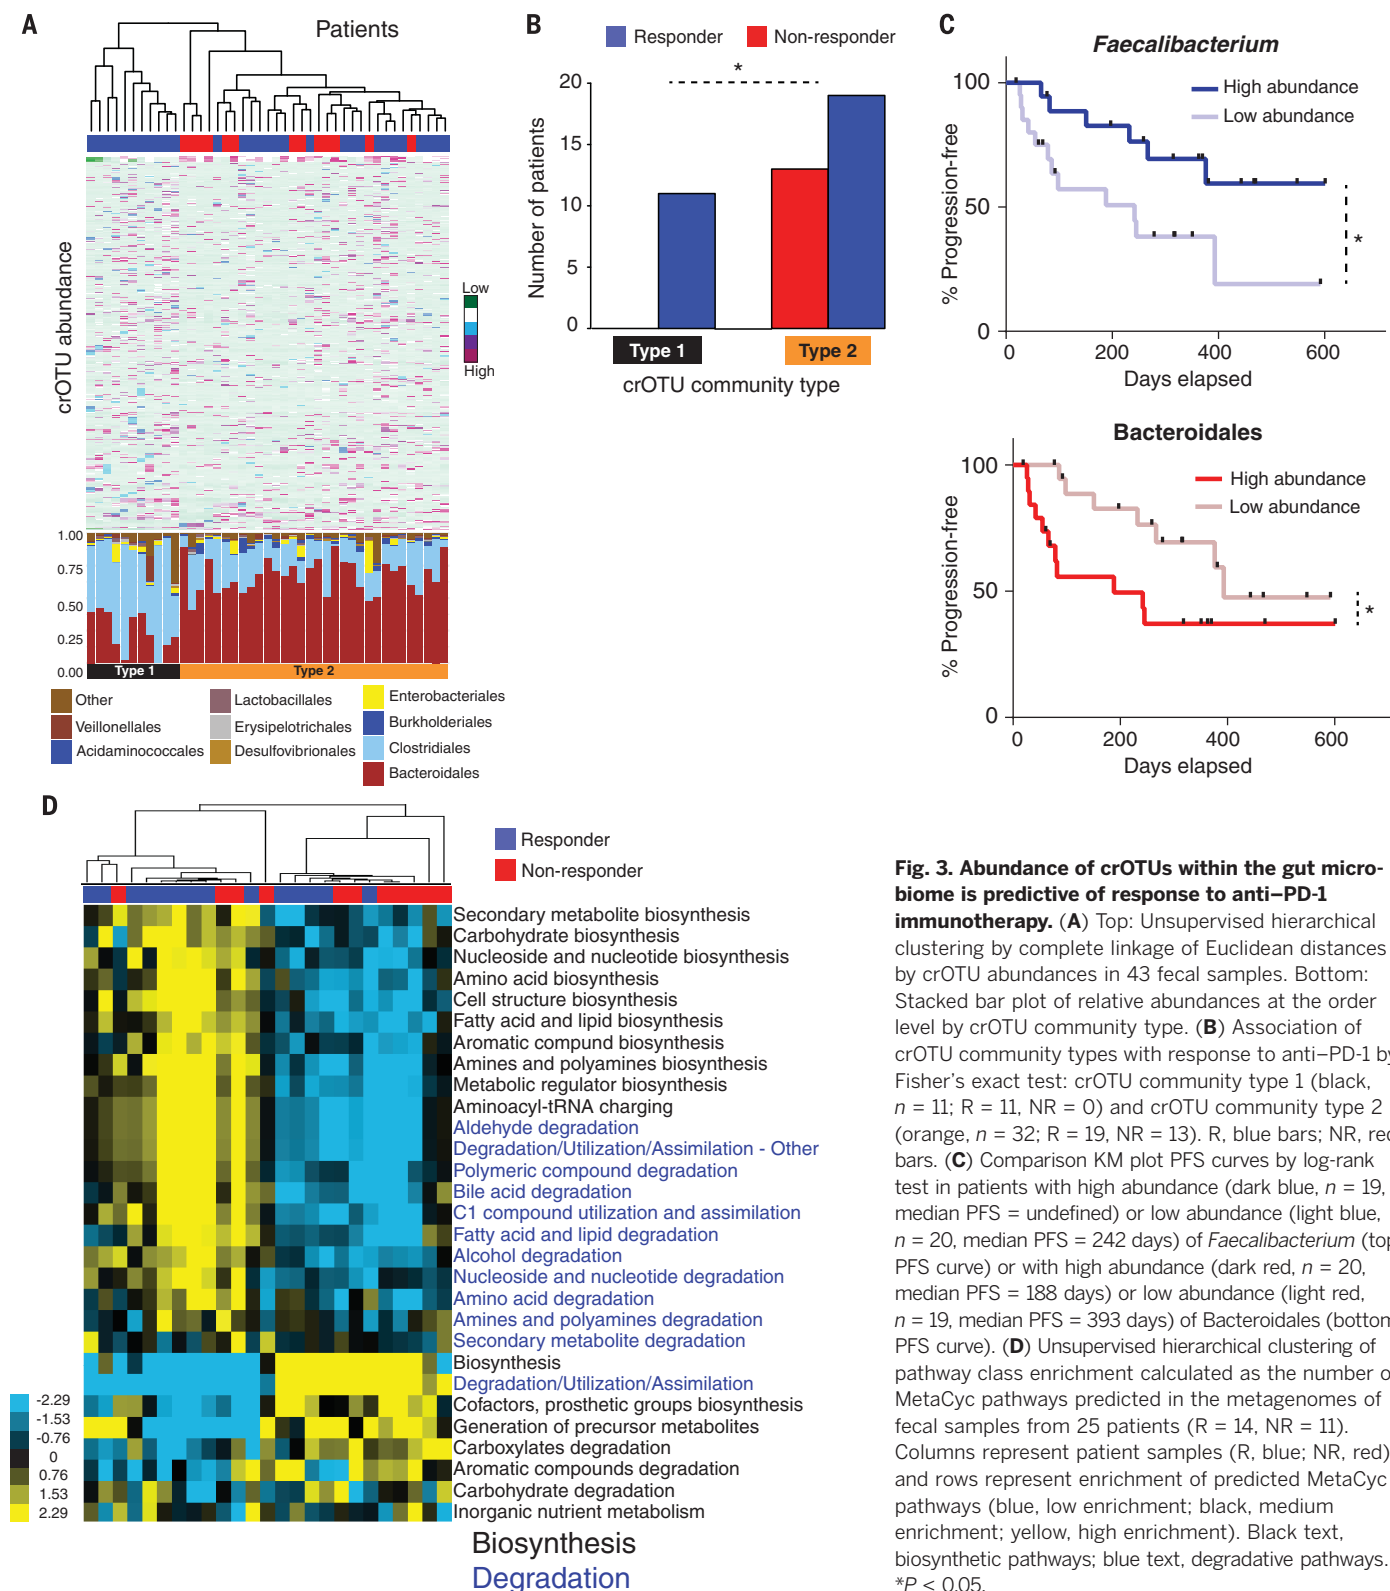 A
Patients
crOTU abundance
Low
High
1.00
0.75
0.50
0.25
0.00
Type 1
Type 2
Other
Veillonellales
Acidaminococcales
Lactobacillales
Erysipelotrichales
Desulfovibrionales
Enterobacteriales
Burkholderiales
Clostridiales
Bacteroidales
B
Responder
Non-responder
*
Number of patients
20
15
10
5
0
Type 1
Type 2
crOTU community type
C
Faecalibacterium
High abundance
Low abundance
% Progression-free
100
50
0
*
0 200 400 600
Days elapsed
Bacteroidales
High abundance
Low abundance
% Progression-free
100
50
0
*
0 200 400 600
Days elapsed
D
Responder
Non-responder
Secondary metabolite biosynthesis
Carbohydrate biosynthesis
Nucleoside and nucleotide biosynthesis
Amino acid biosynthesis
Cell structure biosynthesis
Fatty acid and lipid biosynthesis
Aromatic compund biosynthesis
Amines and polyamines biosynthesis
Metabolic regulator biosynthesis
Aminoacyl-tRNA charging
Aldehyde degradation
Degradation/Utilization/Assimilation - Other
Polymeric compound degradation
Bile acid degradation
C1 compound utilization and assimilation
Fatty acid and lipid degradation
Alcohol degradation
Nucleoside and nucleotide degradation
Amino acid degradation
Amines and polyamines degradation
Secondary metabolite degradation
Biosynthesis
Degradation/Utilization/Assimilation
Cofactors, prosthetic groups biosynthesis
Generation of precursor metabolites
Carboxylates degradation
Aromatic compounds degradation
Carbohydrate degradation
Inorganic nutrient metabolism
-2.29
-1.53
-0.76
0
0.76
1.53
2.29
Biosynthesis
Degradation
Fig. 3. Abundance of crOTUs within the gut micro-
biome is predictive of response to anti–PD-1
immunotherapy. (A) Top: Unsupervised hierarchical
clustering by complete linkage of Euclidean distances
by crOTU abundances in 43 fecal samples. Bottom:
Stacked bar plot of relative abundances at the order
level by crOTU community type. (B) Association of
crOTU community types with response to anti–PD-1 by
Fisher's exact test: crOTU community type 1 (black,
n = 11; R = 11, NR = 0) and crOTU community type 2
(orange, n = 32; R = 19, NR = 13). R, blue bars; NR, red
bars. (C) Comparison KM plot PFS curves by log-rank
test in patients with high abundance (dark blue, n = 19,
median PFS = undefined) or low abundance (light blue,
n = 20, median PFS = 242 days) of Faecalibacterium (top
PFS curve) or with high abundance (dark red, n = 20,
median PFS = 188 days) or low abundance (light red,
n = 19, median PFS = 393 days) of Bacteroidales (bottom
PFS curve). (D) Unsupervised hierarchical clustering of
pathway class enrichment calculated as the number of
MetaCyc pathways predicted in the metagenomes of
fecal samples from 25 patients (R = 14, NR = 11).
Columns represent patient samples (R, blue; NR, red)
and rows represent enrichment of predicted MetaCyc
pathways (blue, low enrichment; black, medium
enrichment; yellow, high enrichment). Black text,
biosynthetic pathways; blue text, degradative pathways.
*P < 0.05.